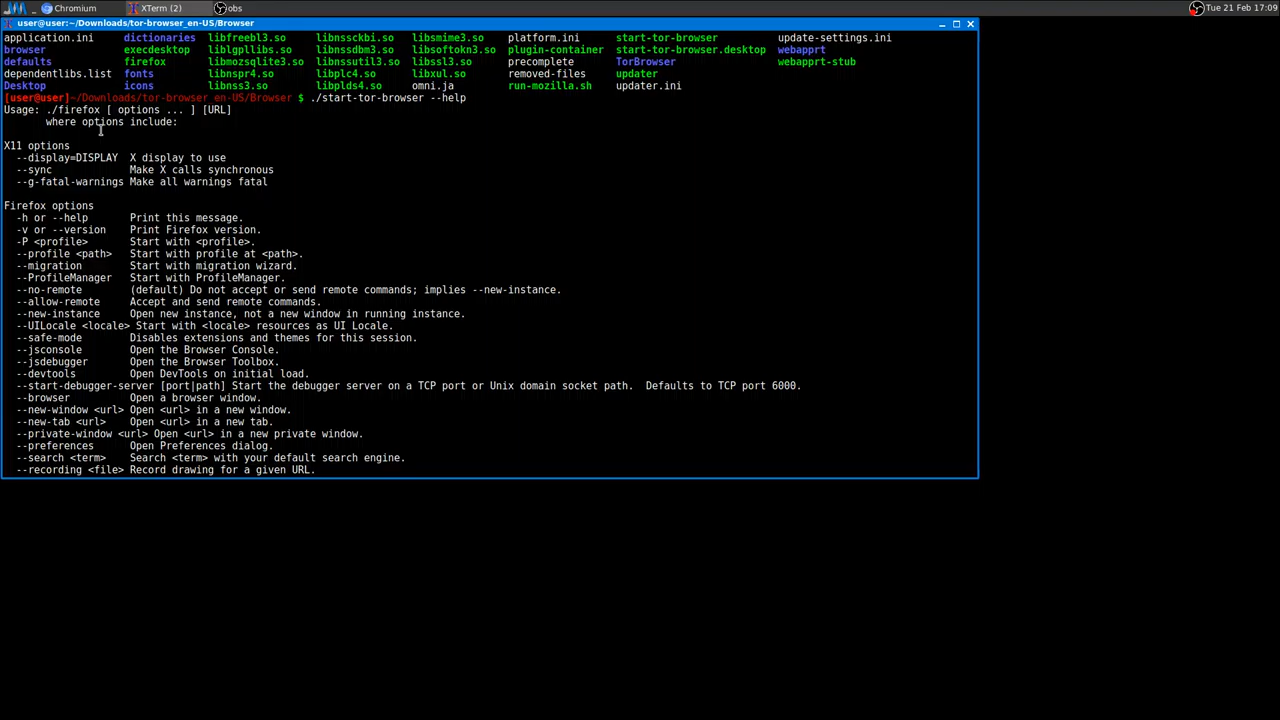 Chromium XTerm (2) obs Tue 21 Feb 17:09
user@user:~/Downloads/tor-browser_en-US/Browser
application.ini dictionaries libfreebl3.so libnssckbi.so libsmime3.so platform.ini start-tor-browser update-settings.ini
browser execdesktop liblgpllibs.so libnssdbm3.so libsoftokn3.so plugin-container start-tor-browser.desktop webapprt
defaults firefox libmozsqlite3.so libnssutil3.so libssl3.so precomplete TorBrowser webapprt-stub
dependentlibs.list fonts libnspr4.so libplc4.so libxul.so removed-files updater
Desktop icons libnss3.so libplds4.so omni.ja run-mozilla.sh updater.ini
[user@user]~/Downloads/tor-browser_en-US/Browser $ ./start-tor-browser --help
Usage: ./firefox [ options ... ] [URL]
where options include:
X11 options
--display=DISPLAY X display to use
--sync Make X calls synchronous
--g-fatal-warnings Make all warnings fatal
Firefox options
-h or --help Print this message.
-v or --version Print Firefox version.
-P <profile> Start with <profile>.
--profile <path> Start with profile at <path>.
--migration Start with migration wizard.
--ProfileManager Start with ProfileManager.
--no-remote (default) Do not accept or send remote commands; implies --new-instance.
--allow-remote Accept and send remote commands.
--new-instance Open new instance, not a new window in running instance.
--UILocale <locale> Start with <locale> resources as UI Locale.
--safe-mode Disables extensions and themes for this session.
--jsconsole Open the Browser Console.
--jsdebugger Open the Browser Toolbox.
--devtools Open DevTools on initial load.
--start-debugger-server [port|path] Start the debugger server on a TCP port or Unix domain socket path. Defaults to TCP port 6000.
--browser Open a browser window.
--new-window <url> Open <url> in a new window.
--new-tab <url> Open <url> in a new tab.
--private-window <url> Open <url> in a new private window.
--preferences Open Preferences dialog.
--search <term> Search <term> with your default search engine.
--recording <file> Record drawing for a given URL.